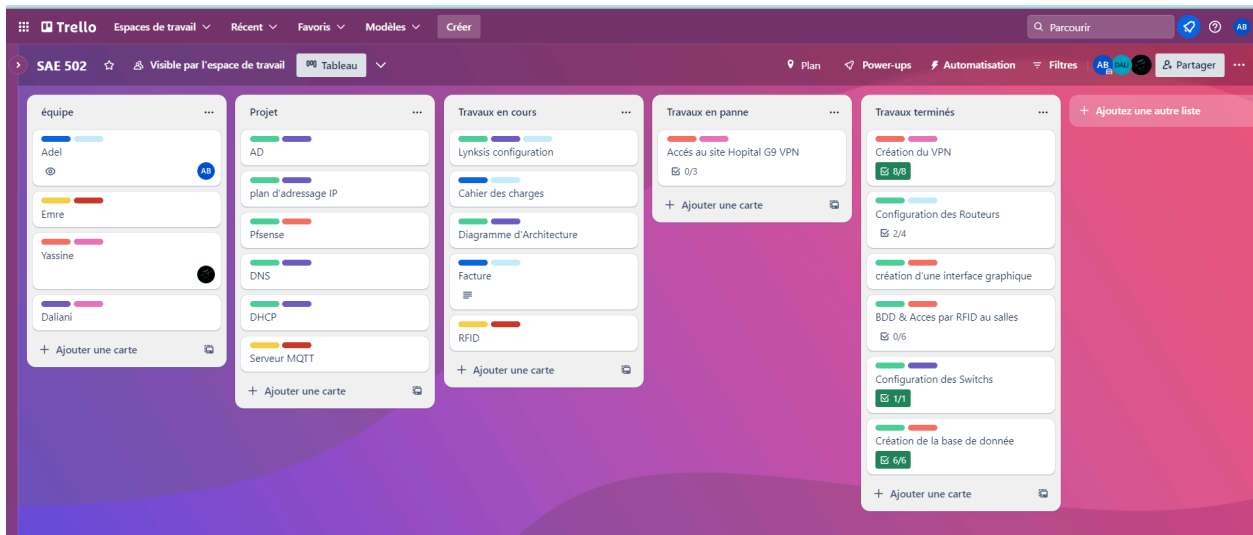 Trello
Espaces de travail
Récent
Favoris
Modèles
Créer
Parcourir
AB
SAE 502
Visible par l'espace de travail
Tableau
Plan
Power-ups
Automatisation
Filtres
AB
DALI
Partager
équipe
Adel
AB
Emre
Yassine
Daliani
+ Ajouter une carte
Projet
AD
plan d'adressage IP
Pfsense
DNS
DHCP
Serveur MQTT
+ Ajouter une carte
Travaux en cours
Lynksis configuration
Cahier des charges
Diagramme d'Architecture
Facture
RFID
+ Ajouter une carte
Travaux en panne
Accés au site Hopital G9 VPN
0/3
+ Ajouter une carte
Travaux terminés
Création du VPN
8/8
Configuration des Routeurs
2/4
création d'une interface graphique
BDD & Acces par RFID au salles
0/6
Configuration des Switchs
1/1
Création de la base de donnée
6/6
+ Ajouter une carte
+ Ajoutez une autre liste